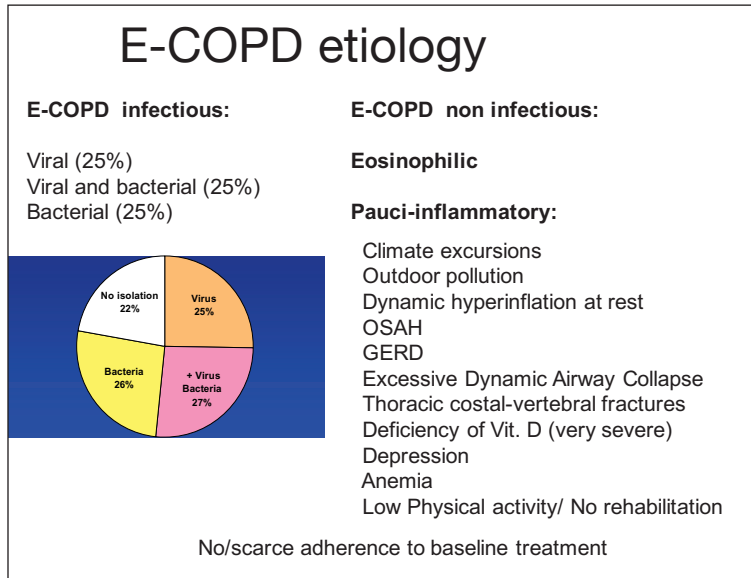 E-COPD etiology
E-COPD infectious:
Viral (25%)
Viral and bacterial (25%)
Bacterial (25%)
No isolation
22%
Virus
25%
Bacteria
26%
+ Virus
Bacteria
27%
E-COPD non infectious:
Eosinophilic
Pauci-inflammatory:
Climate excursions
Outdoor pollution
Dynamic hyperinflation at rest
OSAH
GERD
Excessive Dynamic Airway Collapse
Thoracic costal-vertebral fractures
Deficiency of Vit. D (very severe)
Depression
Anemia
Low Physical activity/ No rehabilitation
No/scarce adherence to baseline treatment